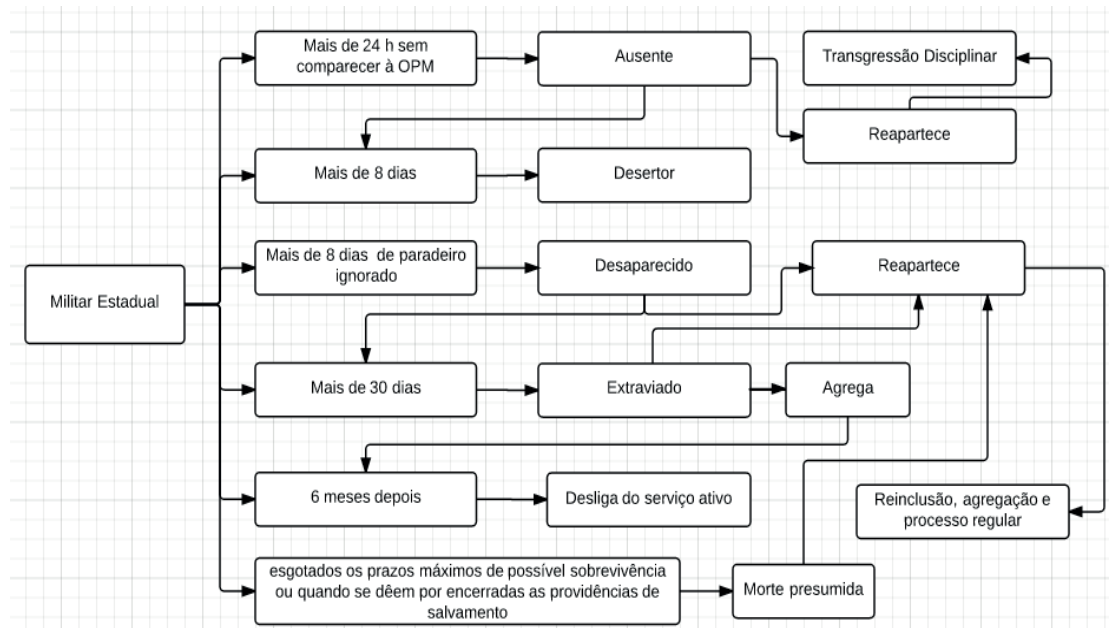 Mais de 24 h sem
comparecer à OPM
Ausente
Transgressão Disciplinar
Reapartece
Mais de 8 dias
Desertor
Mais de 8 dias de paradeiro
ignorado
Desaparecido
Reapartece
Militar Estadual
Mais de 30 dias
Extraviado
Agrega
6 meses depois
Desliga do serviço ativo
Reinclusão, agregação e
processo regular
esgotados os prazos máximos de possível sobrevivência
ou quando se dêem por encerradas as providências de
salvamento
Morte presumida